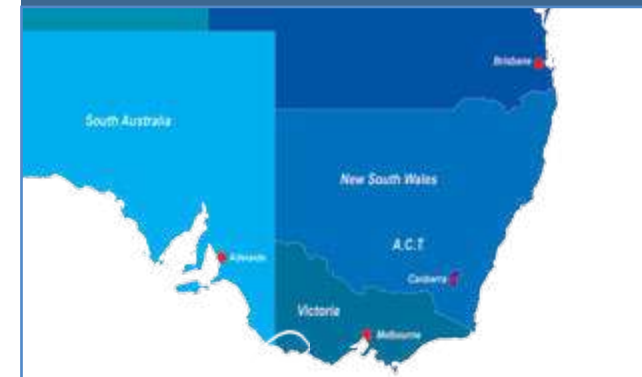 Brisbane
South Australia
New South Wales
A.C.T.
Adelaide
Canberra
Victoria
Melbourne